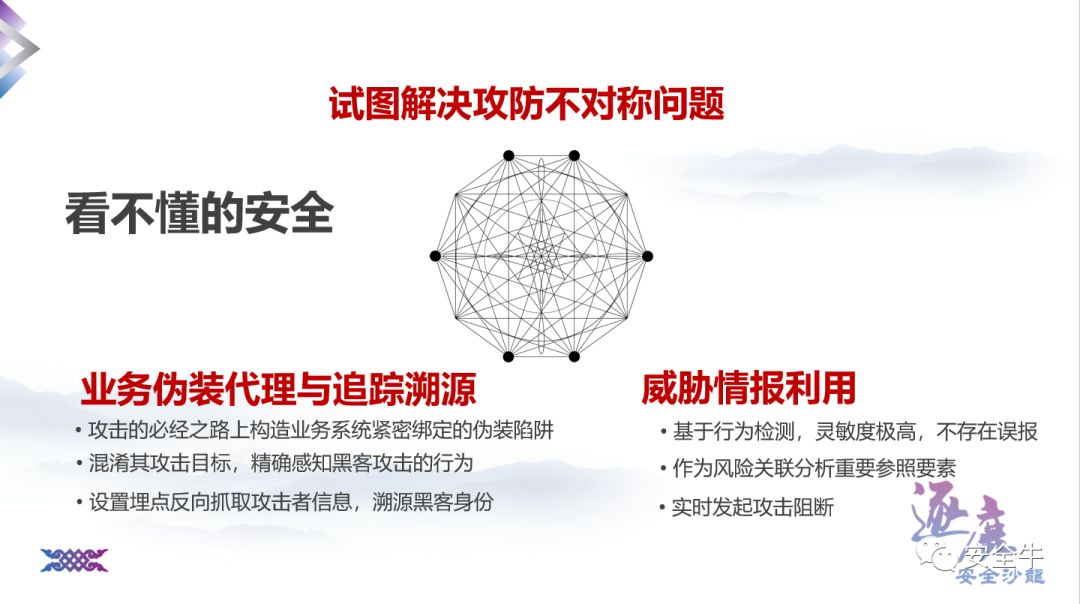 试图解决攻防不对称问题
看不懂的安全
业务伪装代理与追踪溯源
• 攻击的必经之路上构造业务系统紧密绑定的伪装陷阱
• 混淆其攻击目标，精确感知黑客攻击的行为
• 设置埋点反向抓取攻击者信息，溯源黑客身份
威胁情报利用
• 基于行为检测，灵敏度极高，不存在误报
• 作为风险关联分析重要参照要素
• 实时发起攻击阻断
逐鹿
安全牛
安全沙龍